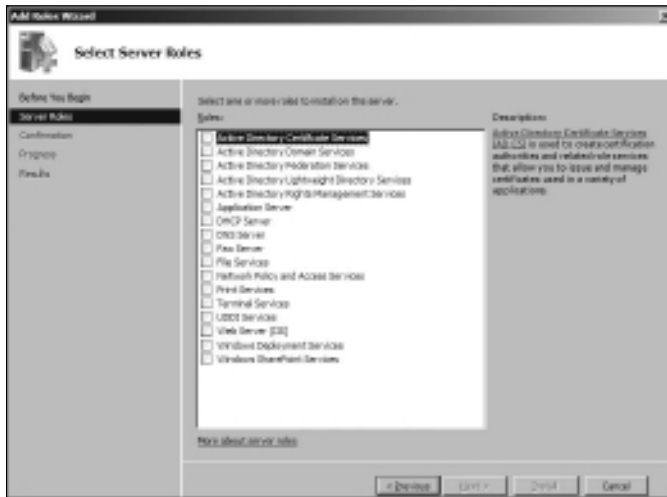 Add Roles Wizard
Select Server Roles
Before You Begin
Server Roles
Confirmation
Progress
Results
Select one or more roles to install on this server.
Roles:
Active Directory Certificate Services
Active Directory Domain Services
Active Directory Federation Services
Active Directory Lightweight Directory Services
Active Directory Rights Management Services
Application Server
DHCP Server
DNS Server
Fax Server
File Services
Network Policy and Access Services
Print Services
Terminal Services
UDDI Services
Web Server (IIS)
Windows Deployment Services
Windows SharePoint Services
More about server roles
Description:
Active Directory Certificate Services
(AD CS) is used to create certification
authorities and related role services
that allow you to issue and manage
certificates used in a variety of
applications.
< Previous
Next >
Install
Cancel